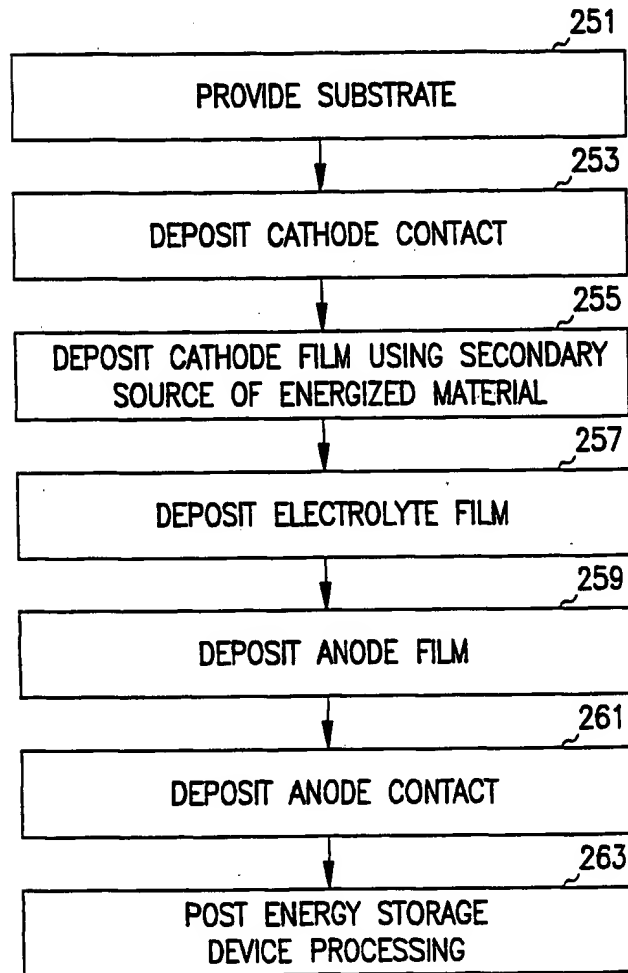 251
PROVIDE SUBSTRATE
253
DEPOSIT CATHODE CONTACT
255
DEPOSIT CATHODE FILM USING SECONDARY
SOURCE OF ENERGIZED MATERIAL
257
DEPOSIT ELECTROLYTE FILM
259
DEPOSIT ANODE FILM
261
DEPOSIT ANODE CONTACT
263
POST ENERGY STORAGE
DEVICE PROCESSING